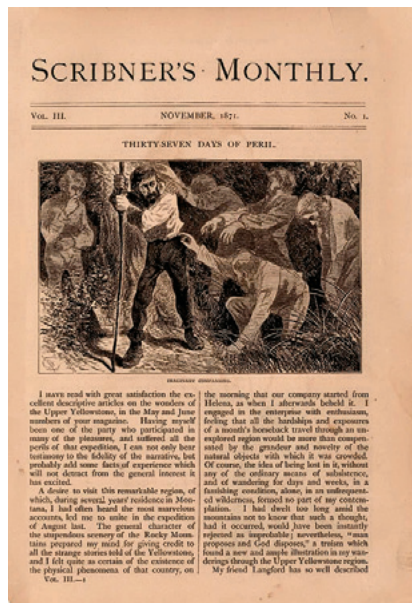 SCRIBNER'S MONTHLY.
VOL. III. NOVEMBER, 1871. No. 1.
THIRTY-SEVEN DAYS OF PERIL.
IMAGINARY COMPANIONS.
I HAVE read with great satisfaction the ex-
cellent descriptive articles on the wonders of
the Upper Yellowstone, in the May and June
numbers of your magazine. Having myself
been one of the party who participated in
many of the pleasures, and suffered all the
perils of that expedition, I can not only bear
testimony to the fidelity of the narrative, but
probably add some facts of experience which
will not detract from the general interest it
has excited.
A desire to visit this remarkable region, of
which, during several years' residence in Mon-
tana, I had often heard the most marvelous
accounts, led me to unite in the expedition
of August last. The general character of
the stupendous scenery of the Rocky Moun-
tains prepared my mind for giving credit to
all the strange stories told of the Yellowstone,
and I felt quite as certain of the existence of
the physical phenomena of that country, on
VOL. III.—1
the morning that our company started from
Helena, as when I afterwards beheld it. I
engaged in the enterprise with enthusiasm,
feeling that all the hardships and exposures
of a month's horseback travel through an un-
explored region would be more than compen-
sated by the grandeur and novelty of the
natural objects with which it was crowded.
Of course, the idea of being lost in it, without
any of the ordinary means of subsistence,
and of wandering for days and weeks, in a
famishing condition, alone, in an unfrequent-
ed wilderness, formed no part of my contem-
plation. I had dwelt too long amid the
mountains not to know that such a thought,
had it occurred, would have been instantly
rejected as improbable; nevertheless, "man
proposes and God disposes," a truism which
found a new and ample illustration in my wan-
derings through the Upper Yellowstone region.
My friend Langford has so well described